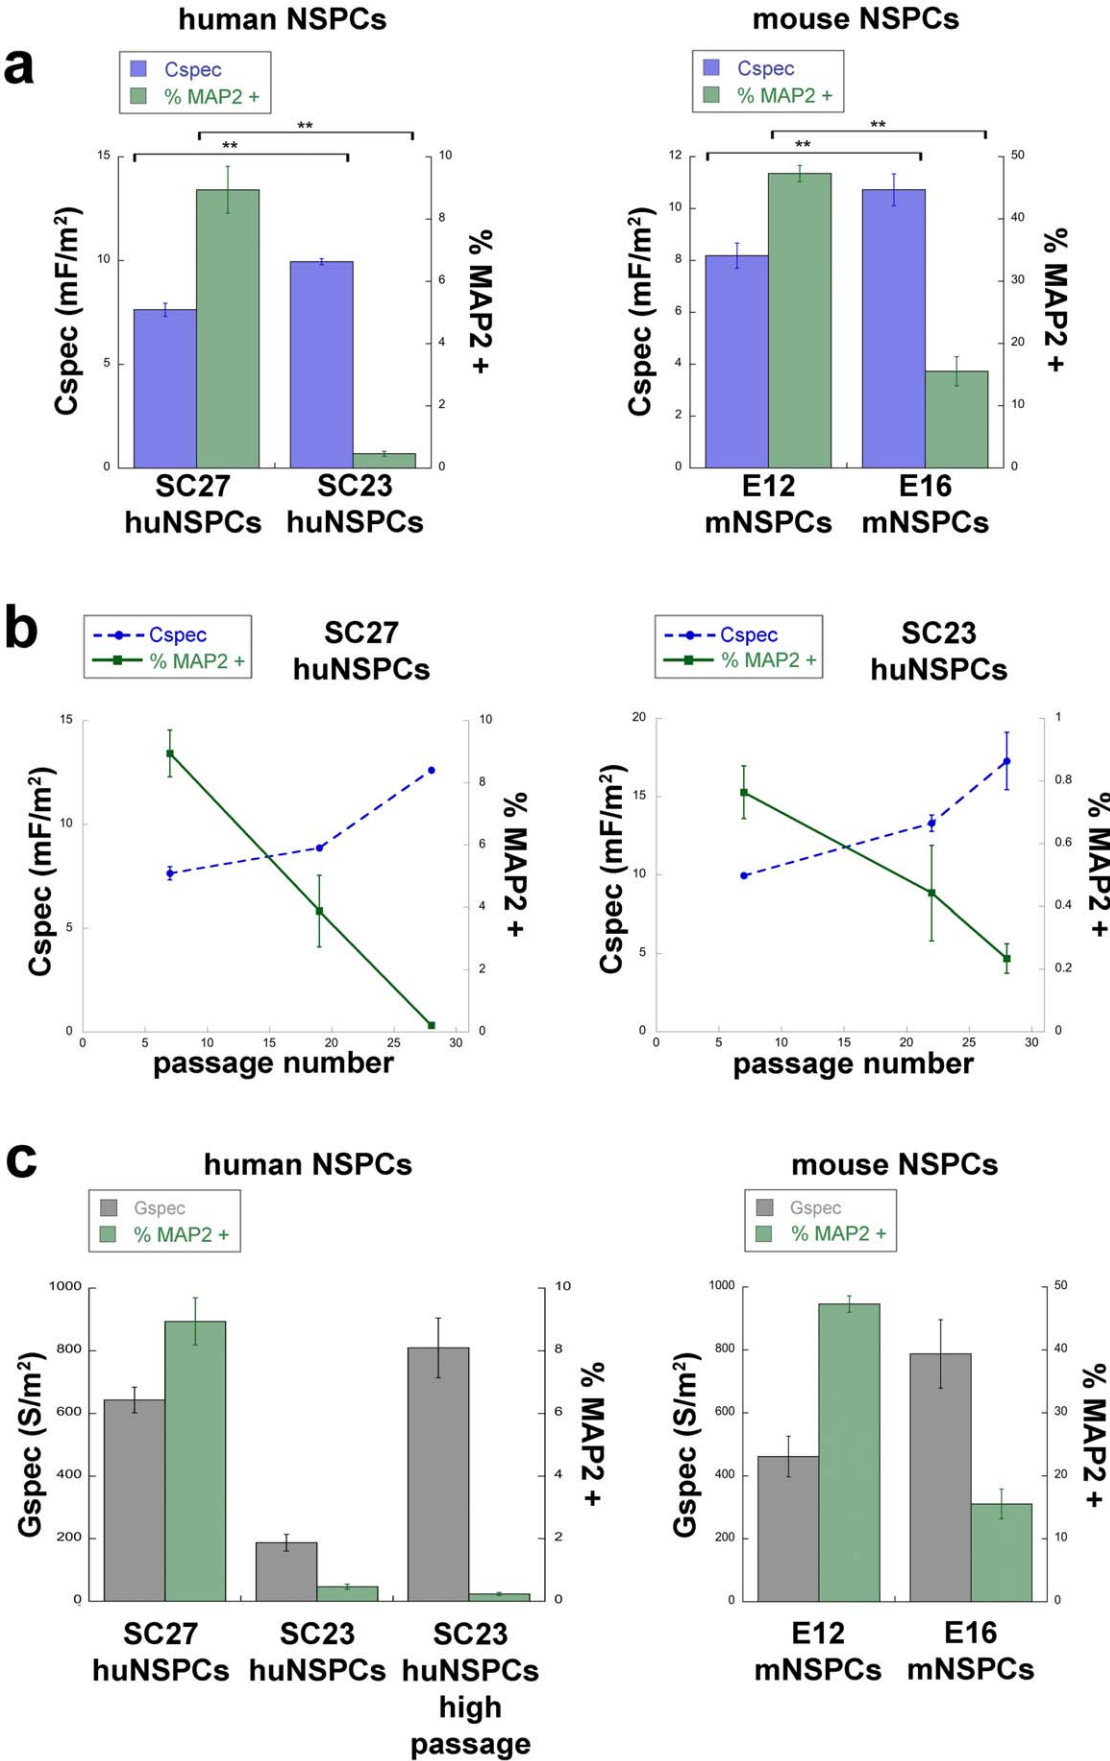 human NSPCs
mouse NSPCs
a
Cspec
% MAP2 +
**
**
15
10
5
0
10
8
6
4
2
0
Cspec (mF/m²)
% MAP2 +
SC27
huNSPCs
SC23
huNSPCs
Cspec
% MAP2 +
**
**
12
10
8
6
4
2
0
50
40
30
20
10
0
Cspec (mF/m²)
% MAP2 +
E12
mNSPCs
E16
mNSPCs
b
Cspec
% MAP2 +
SC27
huNSPCs
15
10
5
0
10
8
6
4
2
0
Cspec (mF/m²)
% MAP2 +
0 5 10 15 20 25 30
passage number
Cspec
% MAP2 +
SC23
huNSPCs
20
15
10
5
0
1
0.8
0.6
0.4
0.2
0
Cspec (mF/m²)
% MAP2 +
0 5 10 15 20 25 30
passage number
c
human NSPCs
Gspec
% MAP2 +
1000
800
600
400
200
0
10
8
6
4
2
0
Gspec (S/m²)
% MAP2 +
SC27
huNSPCs
SC23
huNSPCs
SC23
huNSPCs
high
passage
mouse NSPCs
Gspec
% MAP2 +
1000
800
600
400
200
0
50
40
30
20
10
0
Gspec (S/m²)
% MAP2 +
E12
mNSPCs
E16
mNSPCs